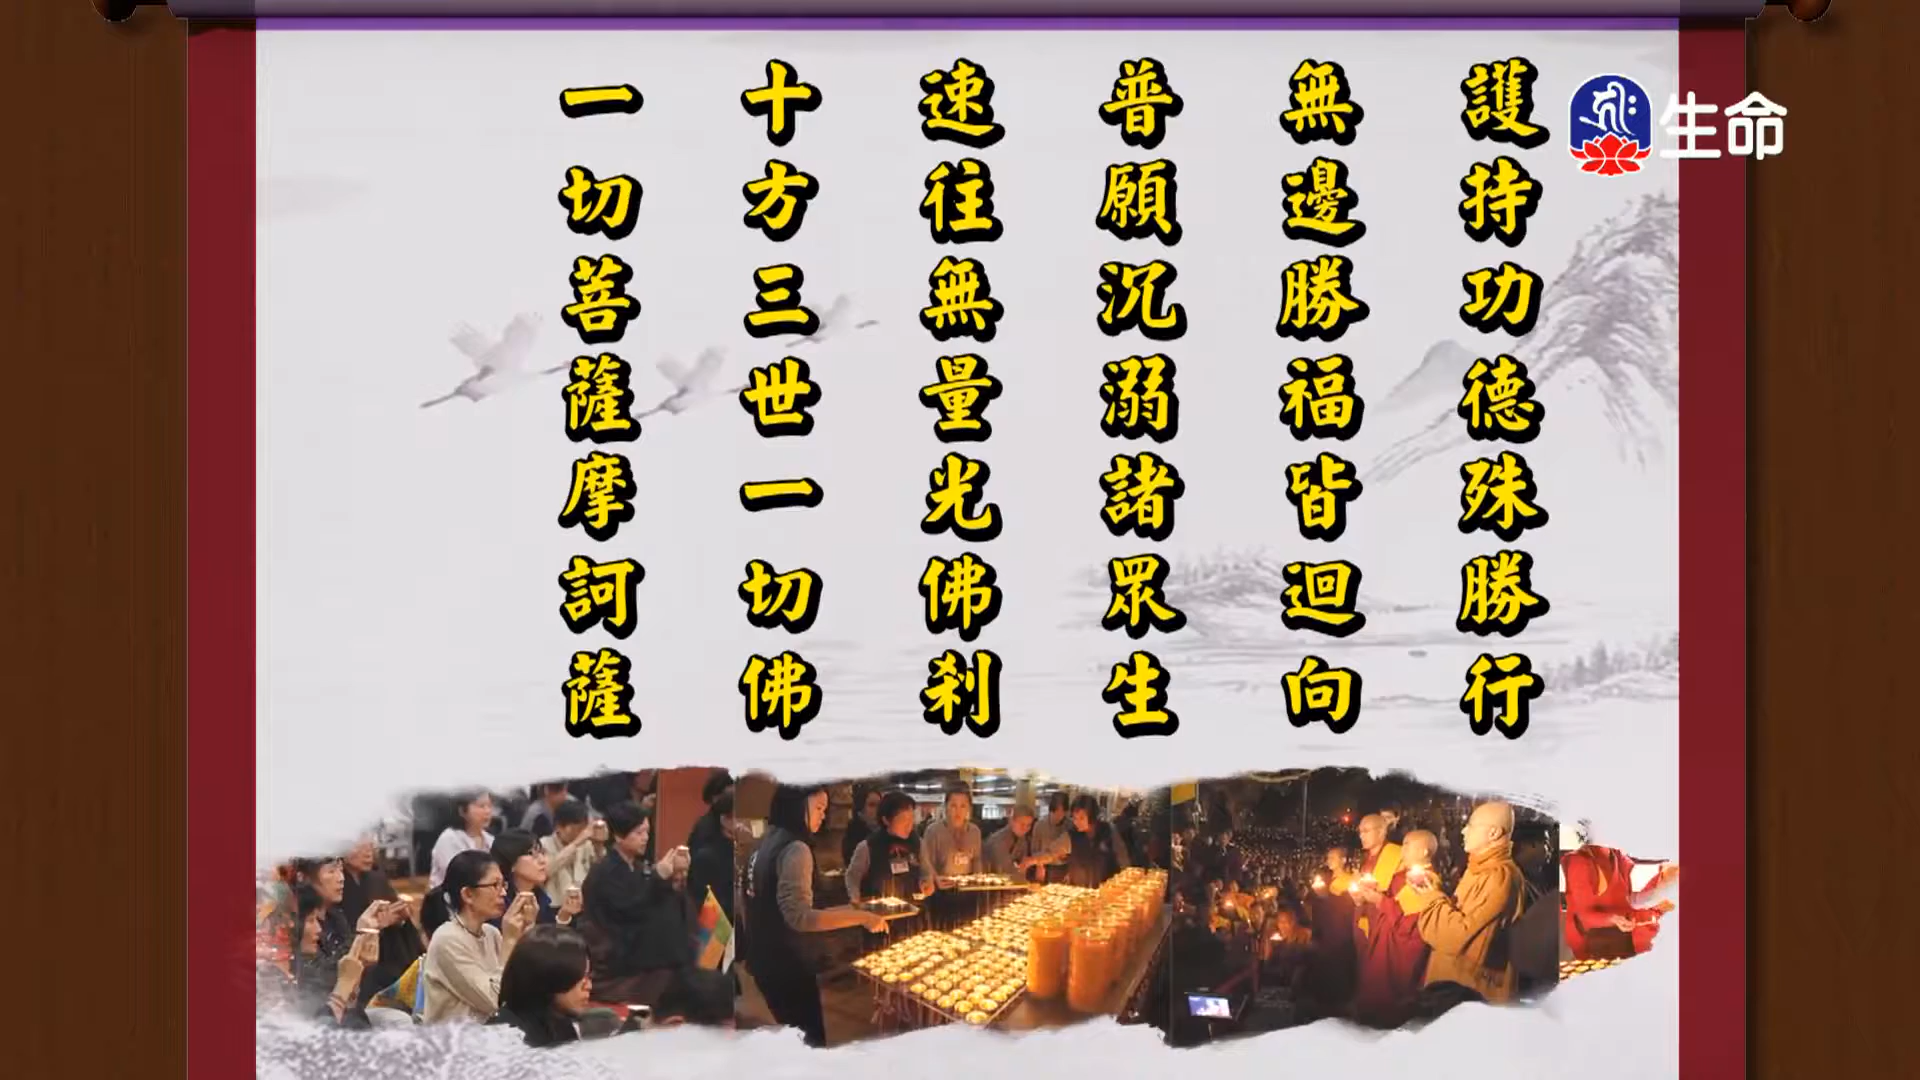 護持功德殊勝行
無邊勝福皆迴向
普願沉溺諸眾生
速往無量光佛剎
十方三世一切佛
一切菩薩摩訶薩
生命